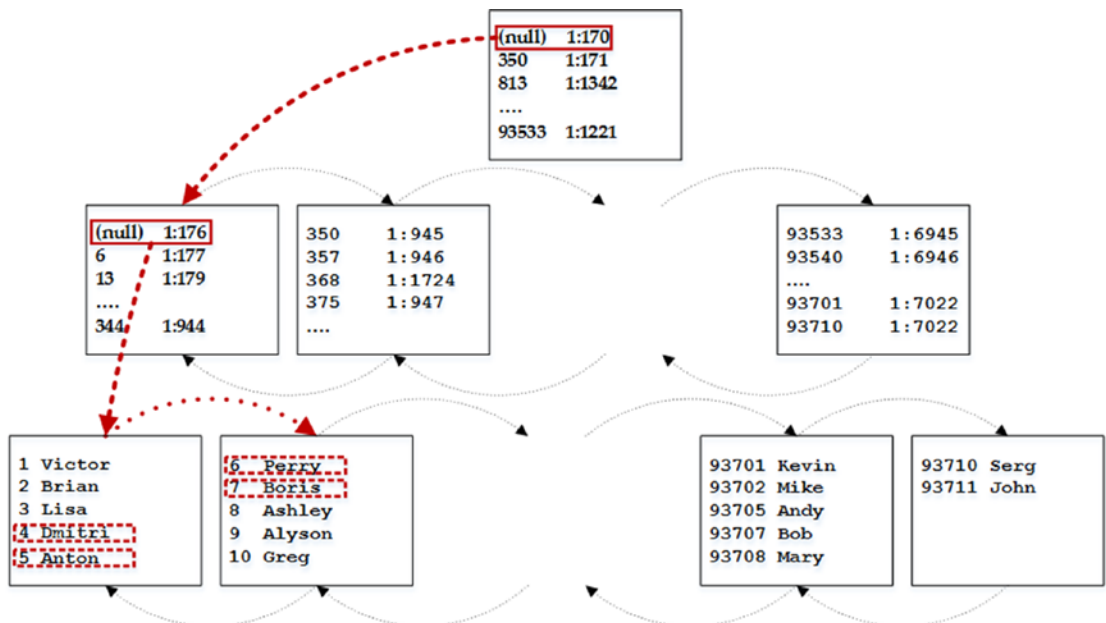 (null) 1:170
350 1:171
813 1:1342
....
93533 1:1221
(null) 1:176
6 1:177
13 1:179
....
344 1:944
350 1:945
357 1:946
368 1:1724
375 1:947
....
93533 1:6945
93540 1:6946
....
93701 1:7022
93710 1:7022
1 Victor
2 Brian
3 Lisa
4 Dmitri
5 Anton
6 Perry
7 Boris
8 Ashley
9 Alyson
10 Greg
93701 Kevin
93702 Mike
93705 Andy
93707 Bob
93708 Mary
93710 Serg
93711 John